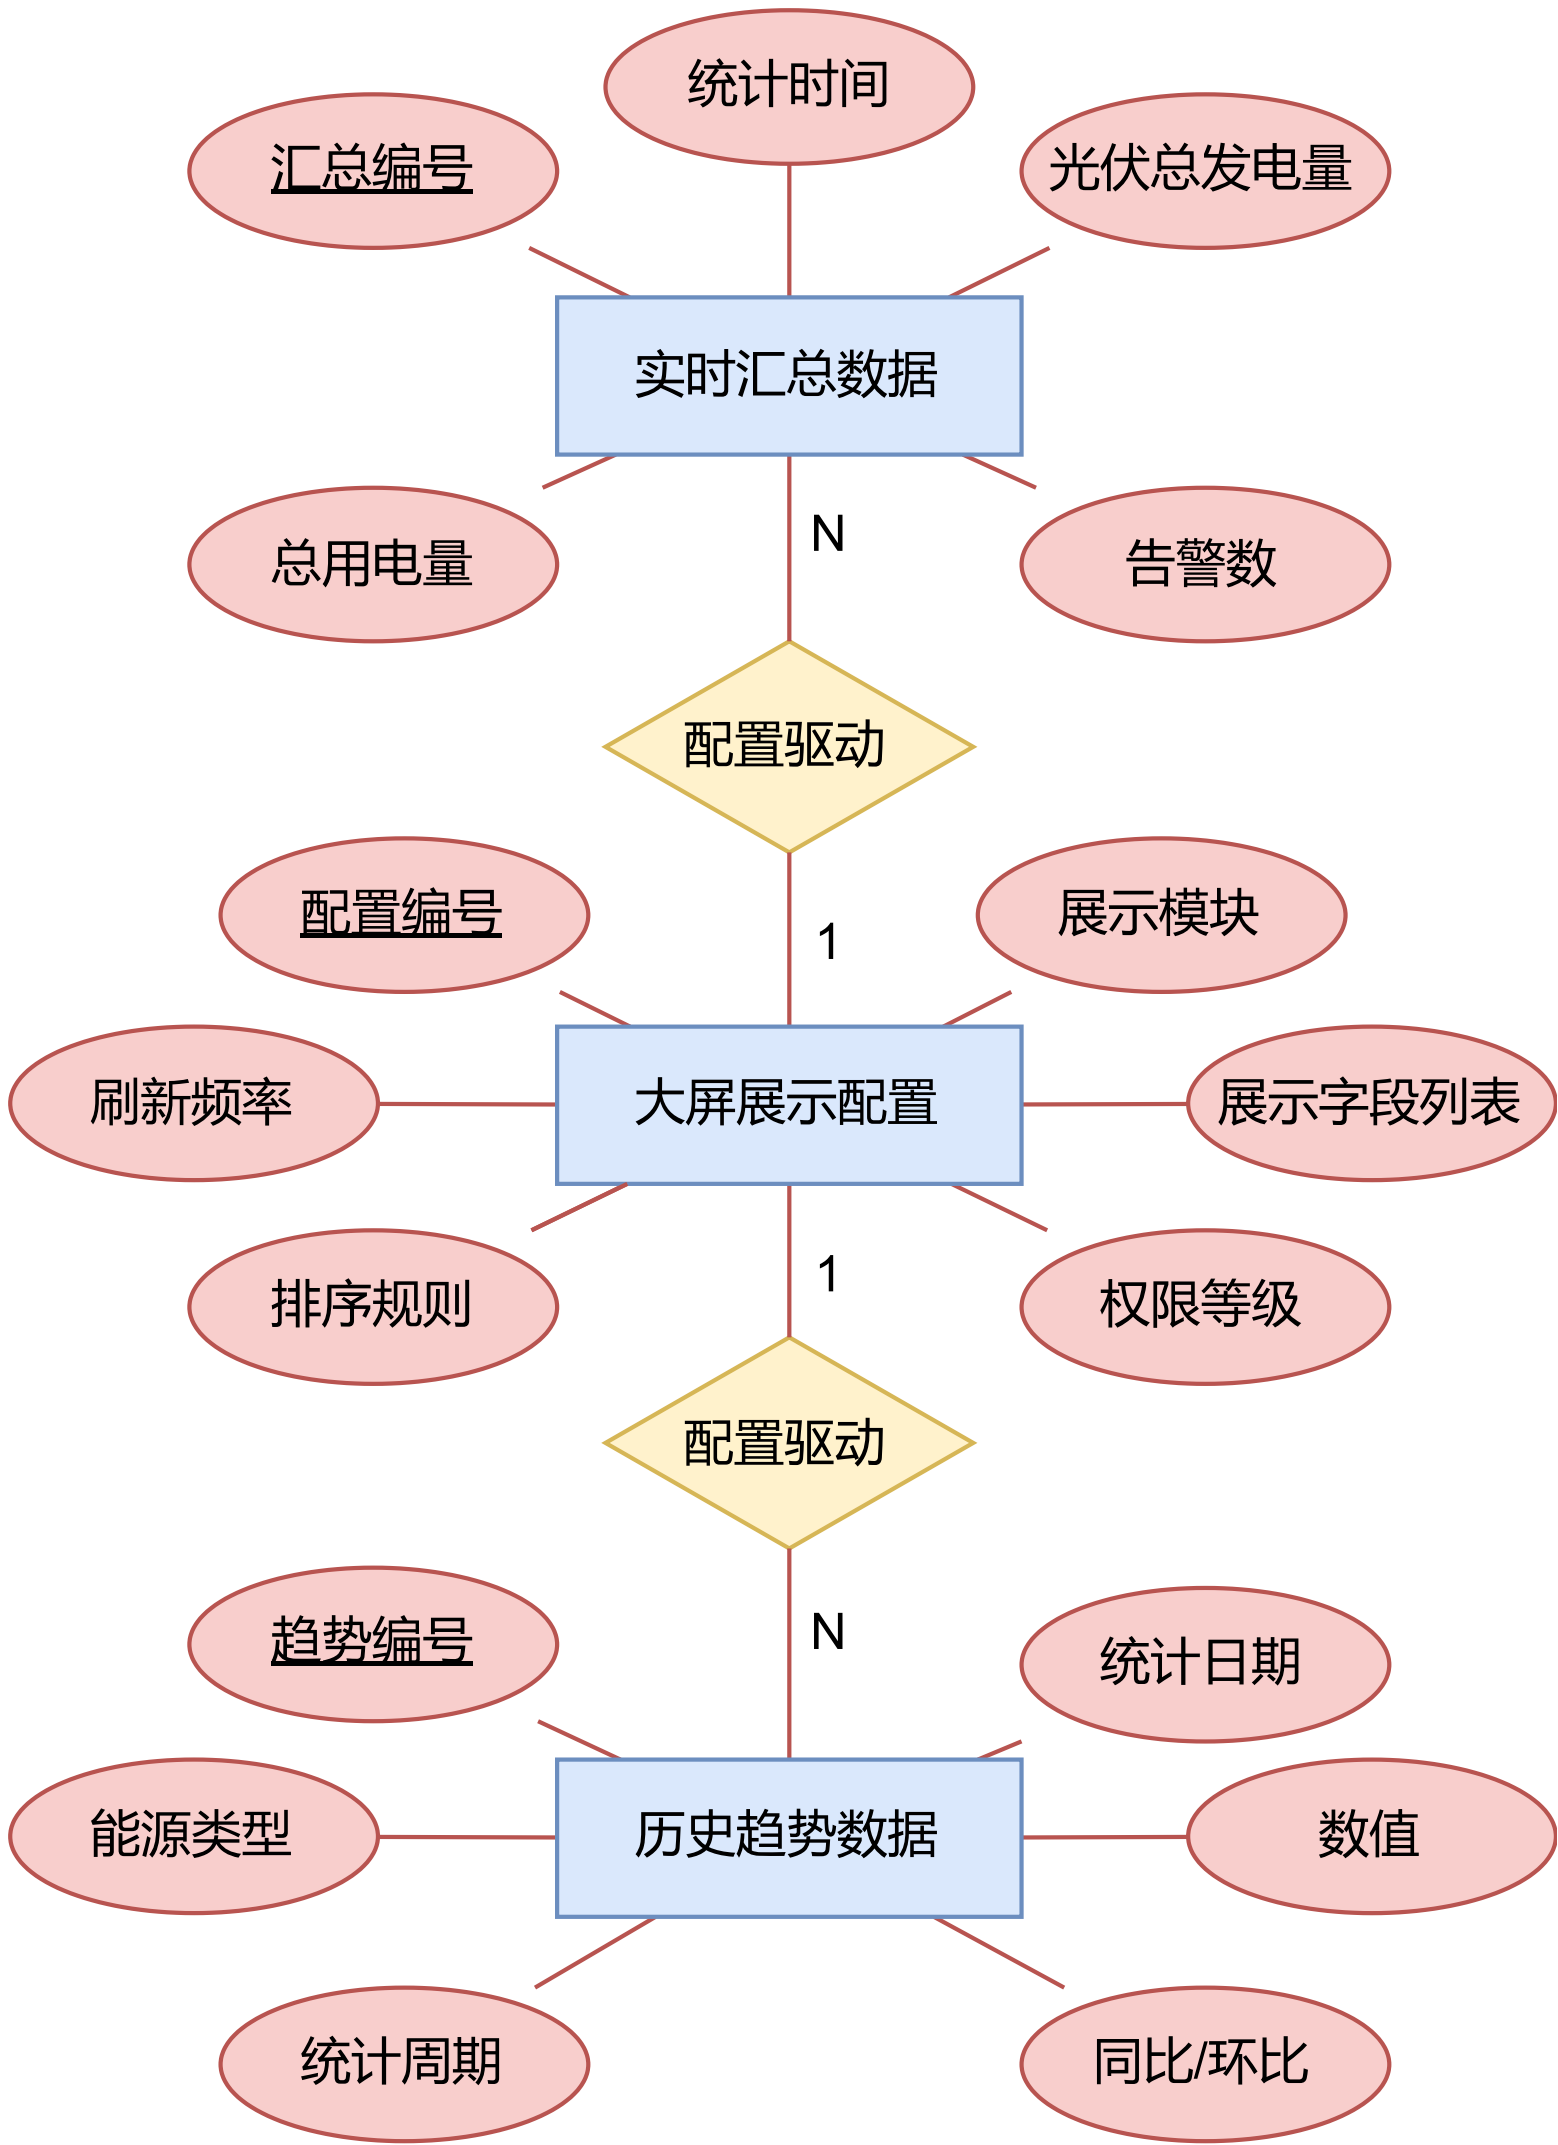 统计时间
汇总编号
光伏总发电量
实时汇总数据
N
总用电量
告警数
配置驱动
配置编号
展示模块
1
刷新频率
大屏展示配置
展示字段列表
1
排序规则
权限等级
配置驱动
N
趋势编号
统计日期
能源类型
历史趋势数据
数值
统计周期
同比/环比